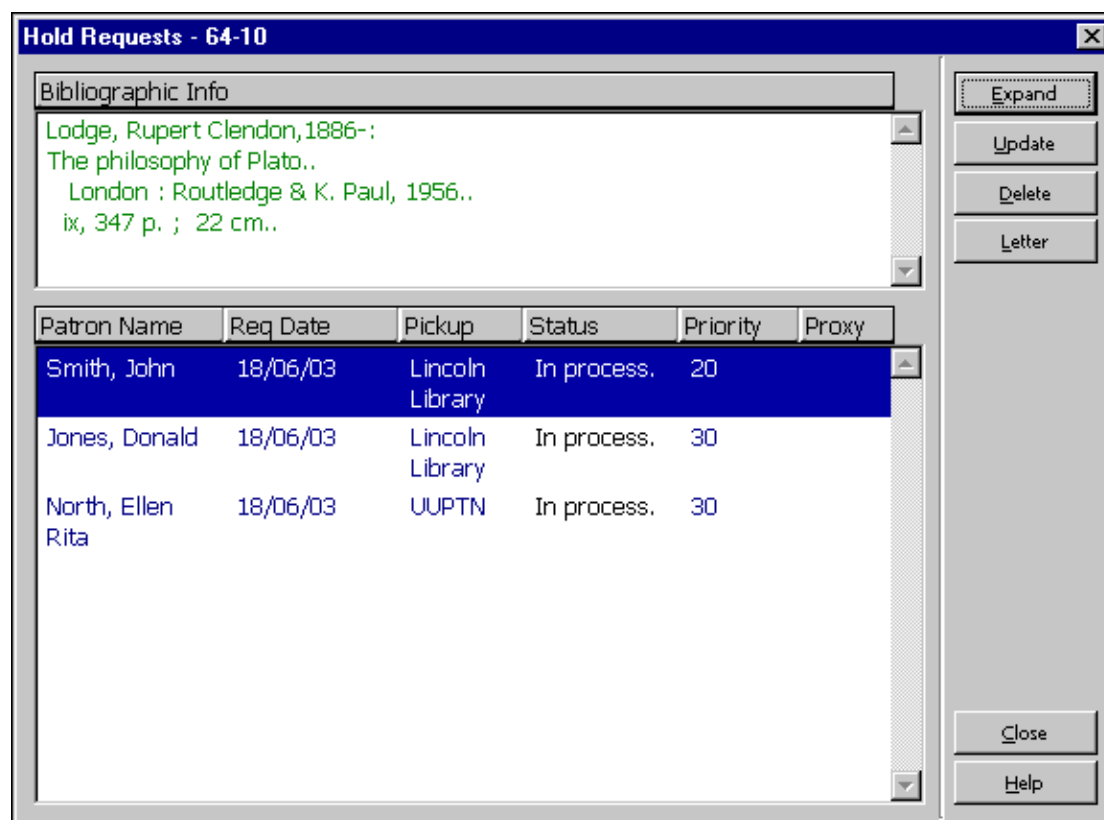 Hold Requests - 64-10
Bibliographic Info
Lodge, Rupert Clendon,1886-:
The philosophy of Plato..
London : Routledge & K. Paul, 1956..
ix, 347 p. ; 22 cm..
Patron Name Req Date Pickup Status Priority Proxy
Smith, John 18/06/03 Lincoln In process. 20
Library
Jones, Donald 18/06/03 Lincoln In process. 30
Library
North, Ellen 18/06/03 UUPTN In process. 30
Rita
Expand
Update
Delete
Letter
Close
Help